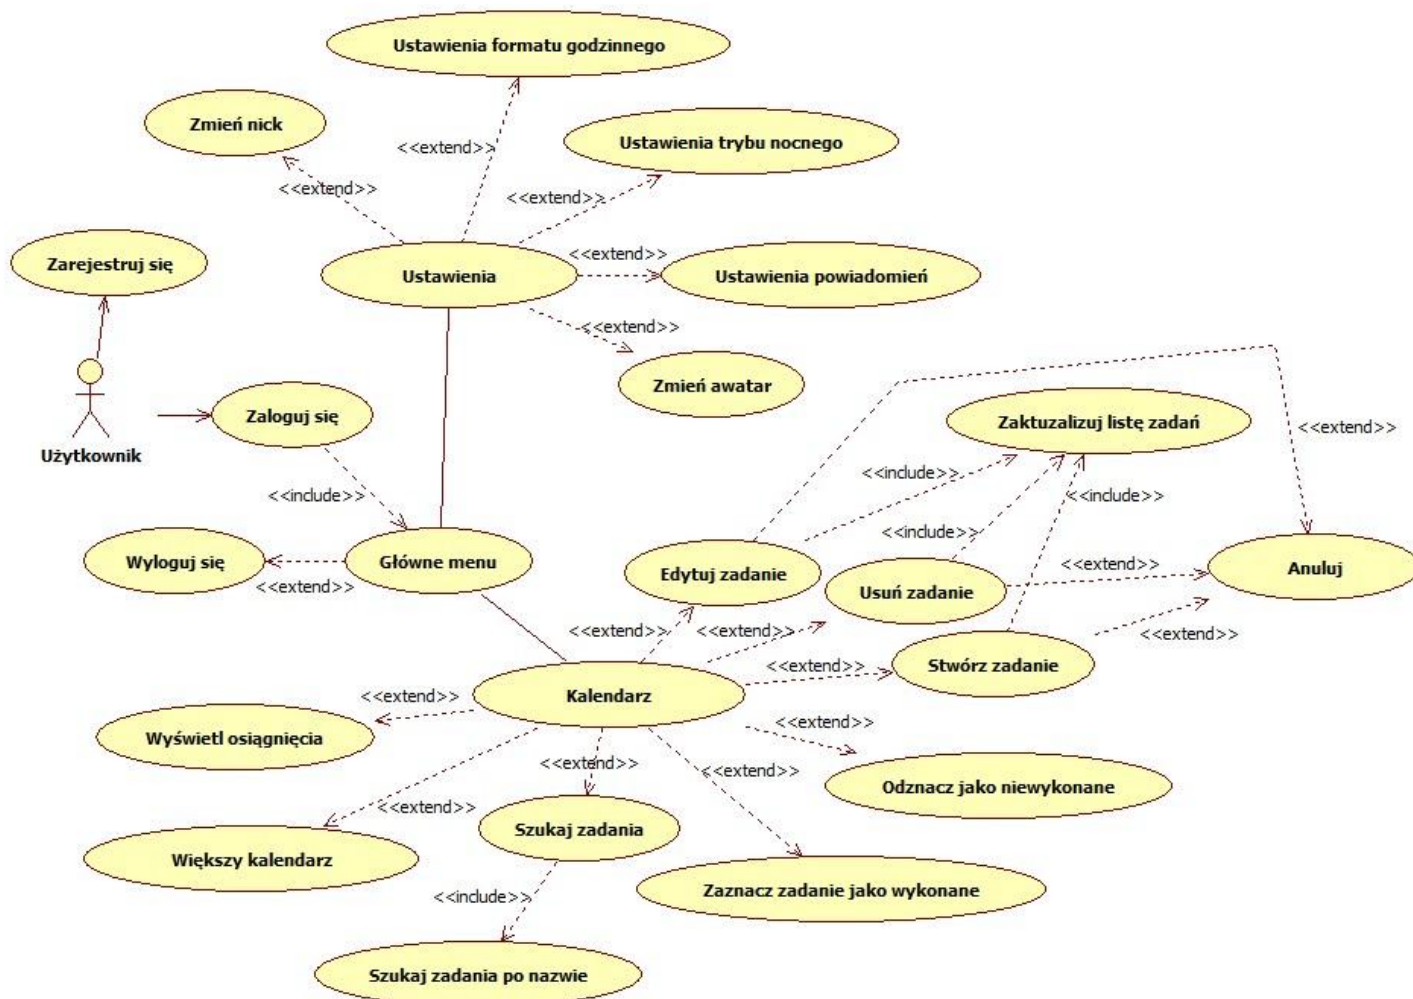 Ustawienia formatu godzinnego
Zmień nick
<<extend>>
Ustawienia trybu nocnego
<<extend>>
<<extend>>
Zarejestruj się
Ustawienia
<<extend>>
Ustawienia powiadomień
<<extend>>
Zmień awatar
Zaloguj się
Zaktuzalizuj listę zadań
<<extend>>
Użytkownik
<<include>>
<<include>>
<<include>>
<<include>>
Wyloguj się
Główne menu
<<extend>>
Edytuj zadanie
Usuń zadanie
<<extend>>
Anuluj
<<extend>>
<<extend>>
<<extend>>
<<extend>>
Stwórz zadanie
Kalendarz
<<extend>>
<<extend>>
Wyświetl osiągnięcia
<<extend>>
<<extend>>
Odznacz jako niewykonane
<<extend>>
Szukaj zadania
Większy kalendarz
Zaznacz zadanie jako wykonane
<<include>>
Szukaj zadania po nazwie